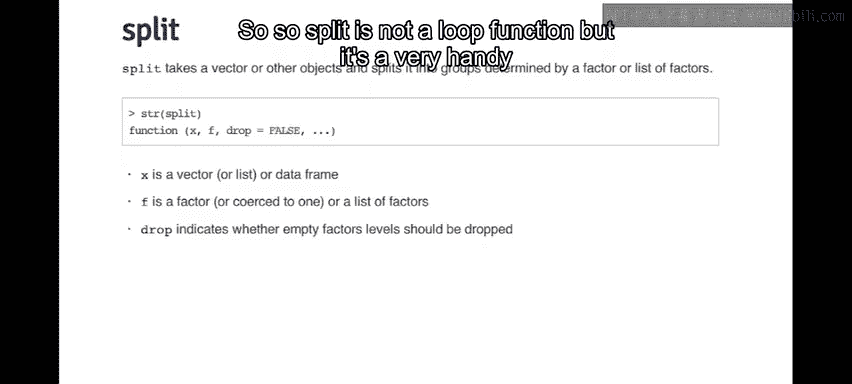 split
So so split is not a loop function but
it's a very handy
split takes a vector or other objects and splits it into groups determined by a factor or list of factors.
> str(split)
function (x, f, drop = FALSE, ...)
· x is a vector (or list) or data frame
· f is a factor (or coerced to one) or a list of factors
· drop indicates whether empty factors levels should be dropped